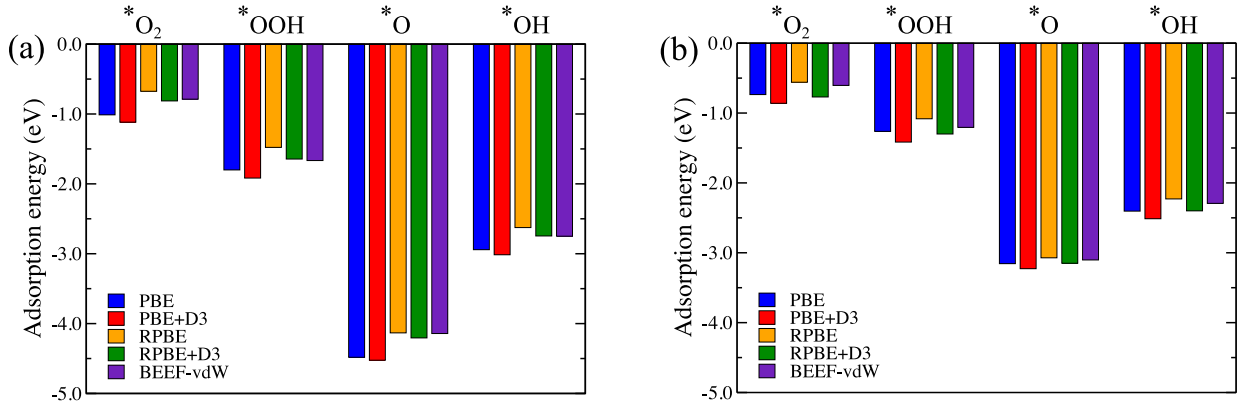 (a)
*O2 *OOH *O *OH
Adsorption energy (eV)
0.0
-1.0
-2.0
-3.0
-4.0
-5.0
PBE
PBE+D3
RPBE
RPBE+D3
BEEF-vdW
(b)
*O2 *OOH *O *OH
Adsorption energy (eV)
0.0
-1.0
-2.0
-3.0
-4.0
-5.0
PBE
PBE+D3
RPBE
RPBE+D3
BEEF-vdW